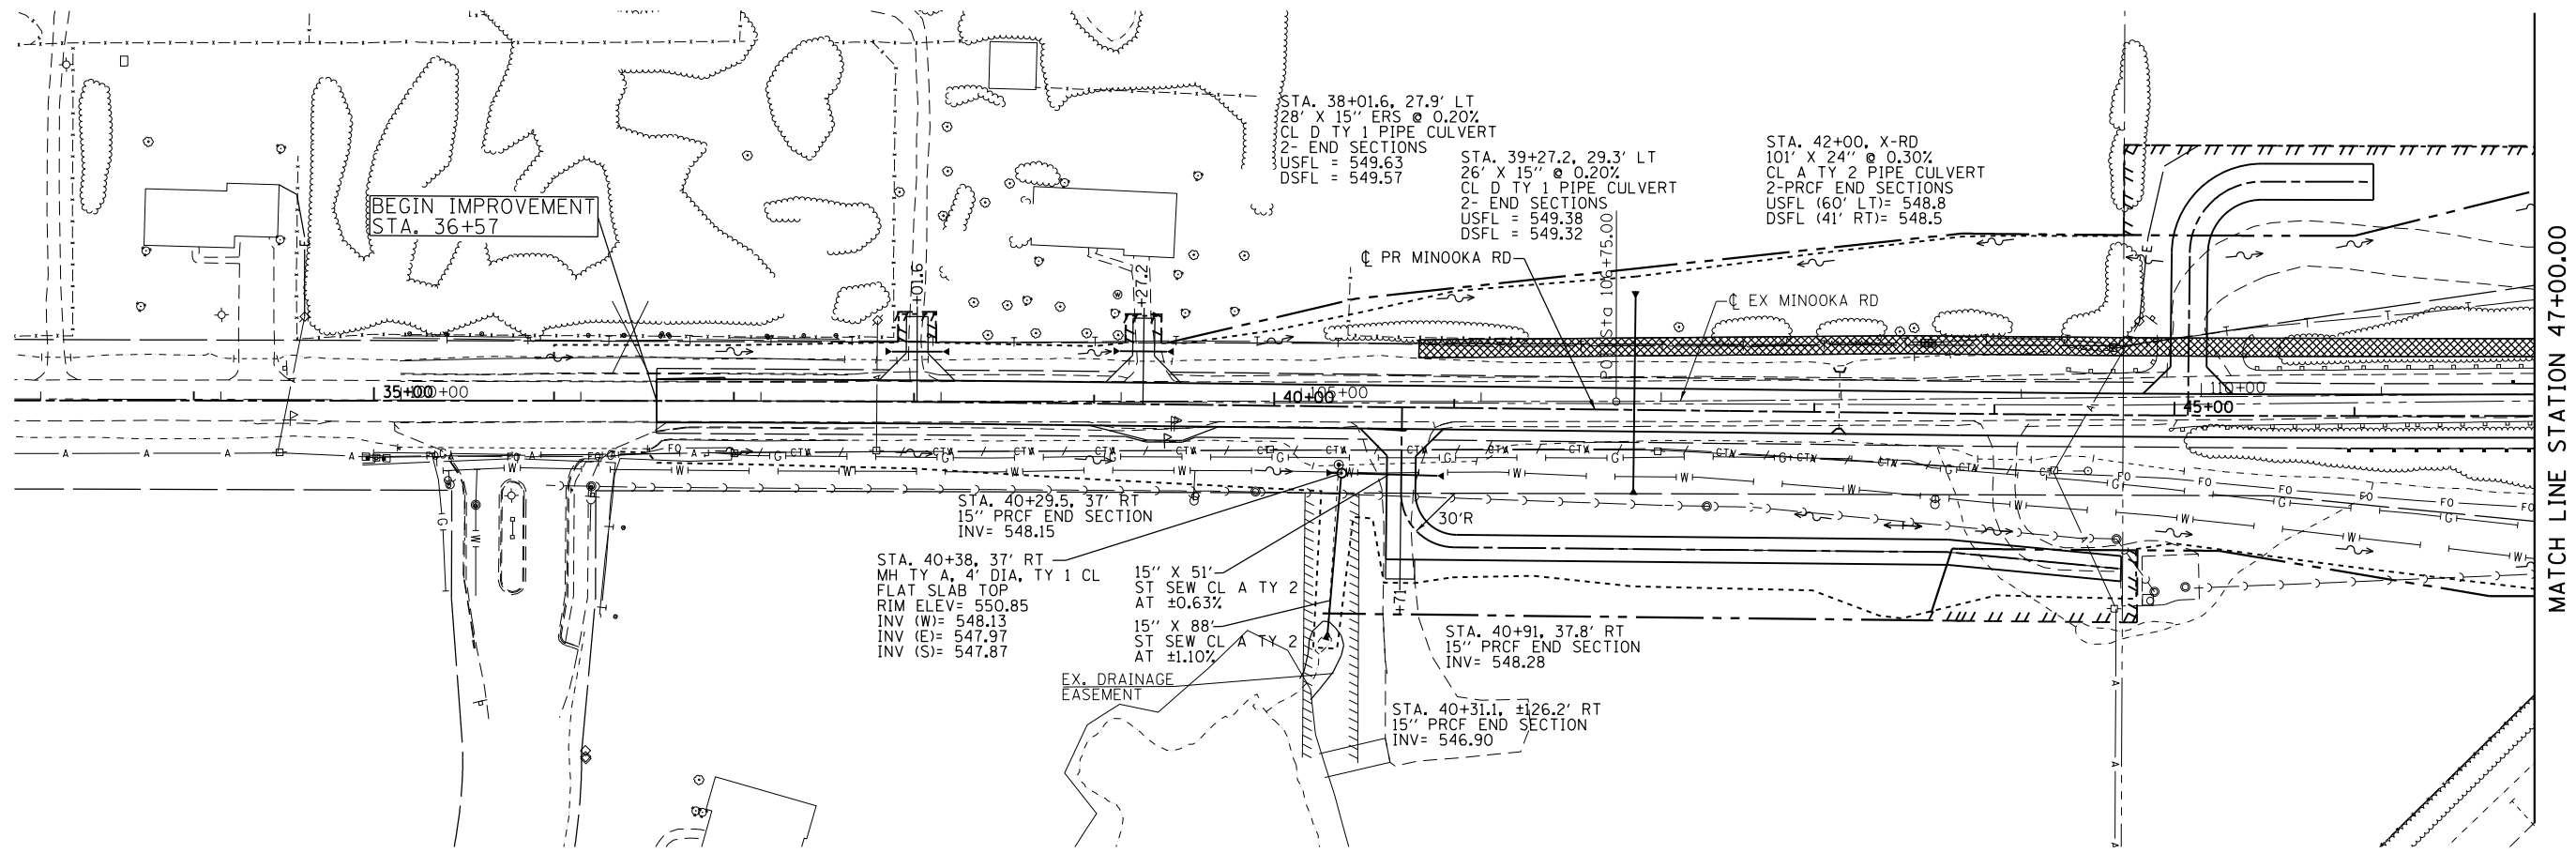 STA. 38+01.6, 27.9' LT
28' X 15'' ERS @ 0.20%
CL D TY 1 PIPE CULVERT
2- END SECTIONS
USFL = 549.63
DSFL = 549.57
STA. 39+27.2, 29.3' LT
26' X 15'' @ 0.20%
CL D TY 1 PIPE CULVERT
2- END SECTIONS
USFL = 549.38
DSFL = 549.32
STA. 42+00, X-RD
101' X 24'' @ 0.30%
CL A TY 2 PIPE CULVERT
2-PRCF END SECTIONS
USFL (60' LT)= 548.8
DSFL (41' RT)= 548.5
BEGIN IMPROVEMENT
STA. 36+57
℄ PR MINOOKA RD
℄ EX MINOOKA RD
+01.6
+27.2
35+00
40+00
45+00
110+00
MATCH LINE STATION 47+00.00
STA. 40+29.5, 37' RT
15'' PRCF END SECTION
INV= 548.15
30'R
STA. 40+38, 37' RT
MH TY A, 4' DIA, TY 1 CL
FLAT SLAB TOP
RIM ELEV= 550.85
INV (W)= 548.13
INV (E)= 547.97
INV (S)= 547.87
15'' X 51'
ST SEW CL A TY 2
AT ±0.63%
15'' X 88'
ST SEW CL A TY 2
AT ±1.10%
+71
STA. 40+91, 37.8' RT
15'' PRCF END SECTION
INV= 548.28
EX. DRAINAGE
EASEMENT
STA. 40+31.1, ±126.2' RT
15'' PRCF END SECTION
INV= 546.90